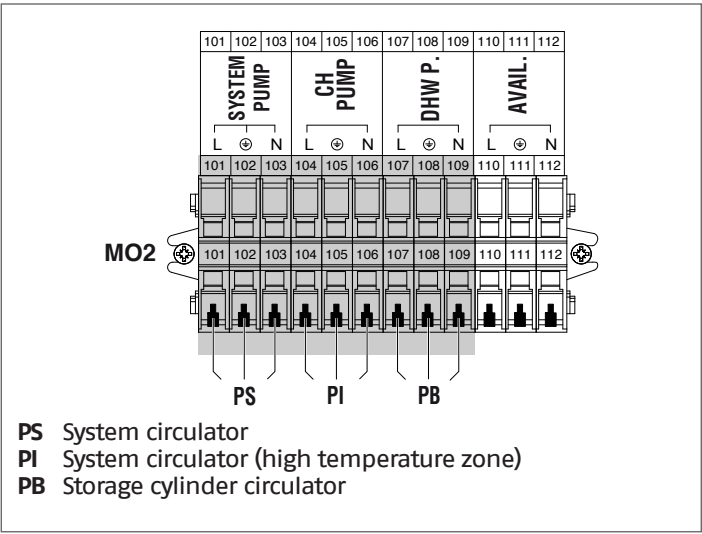 101 102 103 104 105 106 107 108 109 110 111 112
SYSTEM PUMP
CH PUMP
DHW P.
AVAIL.
L ⏚ N L ⏚ N L ⏚ N L ⏚ N
101 102 103 104 105 106 107 108 109 110 111 112
MO2 101 102 103 104 105 106 107 108 109 110 111 112
PS PI PB
PS System circulator
PI System circulator (high temperature zone)
PB Storage cylinder circulator